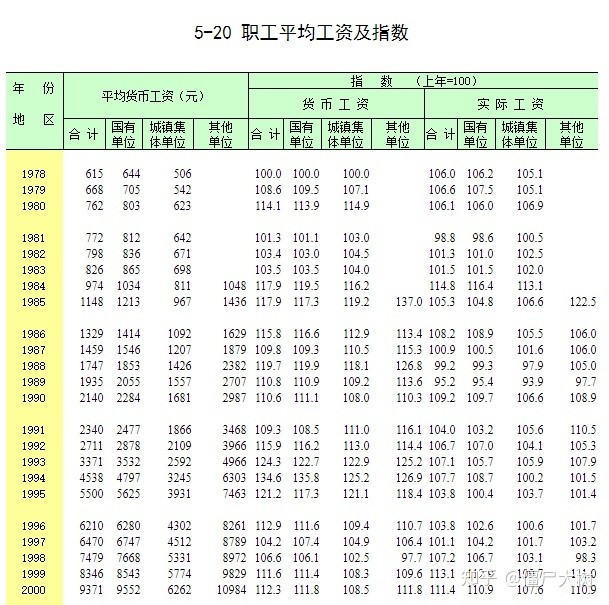 5-20 职工平均工资及指数
年 份 平均货币工资（元） 指 数 （上年=100）
地 区 货 币 工 资 实 际 工 资
合 计 国有单位 城镇集体单位 其他单位 合 计 国有单位 城镇集体单位 其他单位 合 计 国有单位 城镇集体单位 其他单位
1978 615 644 506 100.0 100.0 100.0 106.0 106.2 105.1
1979 668 705 542 108.6 109.5 107.1 106.6 107.5 105.1
1980 762 803 623 114.1 113.9 114.9 106.1 106.0 106.9
1981 772 812 642 101.3 101.1 103.0 98.8 98.6 100.5
1982 798 836 671 103.4 103.0 104.5 101.3 101.0 102.5
1983 826 865 698 103.5 103.5 104.0 101.5 101.5 102.0
1984 974 1034 811 1048 117.9 119.5 116.2 114.8 116.4 113.1
1985 1148 1213 967 1436 117.9 117.3 119.2 137.0 105.3 104.8 106.6 122.5
1986 1329 1414 1092 1629 115.8 116.6 112.9 113.4 108.2 108.9 105.5 106.0
1987 1459 1546 1207 1879 109.8 109.3 110.5 115.3 100.9 100.5 101.6 106.0
1988 1747 1853 1426 2382 119.7 119.9 118.1 126.8 99.2 99.3 97.9 105.0
1989 1935 2055 1557 2707 110.8 110.9 109.2 113.6 95.2 95.4 93.9 97.7
1990 2140 2284 1681 2987 110.6 111.1 108.0 110.3 109.2 109.7 106.6 108.9
1991 2340 2477 1866 3468 109.3 108.5 111.0 116.1 104.0 103.2 105.6 110.5
1992 2711 2878 2109 3966 115.9 116.2 113.0 114.4 106.7 107.0 104.1 105.3
1993 3371 3532 2592 4966 124.3 122.7 122.9 125.2 107.1 105.7 105.9 107.9
1994 4538 4797 3245 6303 134.6 135.8 125.2 126.9 107.7 108.7 100.2 101.5
1995 5500 5625 3931 7463 121.2 117.3 121.1 118.4 103.8 100.4 103.7 101.4
1996 6210 6280 4302 8261 112.9 111.6 109.4 110.7 103.8 102.6 100.6 101.7
1997 6470 6747 4512 8789 104.2 107.4 104.9 106.4 101.1 104.2 101.7 103.2
1998 7479 7668 5331 8972 106.6 106.1 102.5 97.7 107.2 106.7 103.1 98.3
1999 8346 8543 5774 9829 111.6 111.4 108.3 109.6 113.1
2000 9371 9552 6262 10984 112.3 111.8 108.5 111.8 111.4 110.9 107.6 110.9
知乎